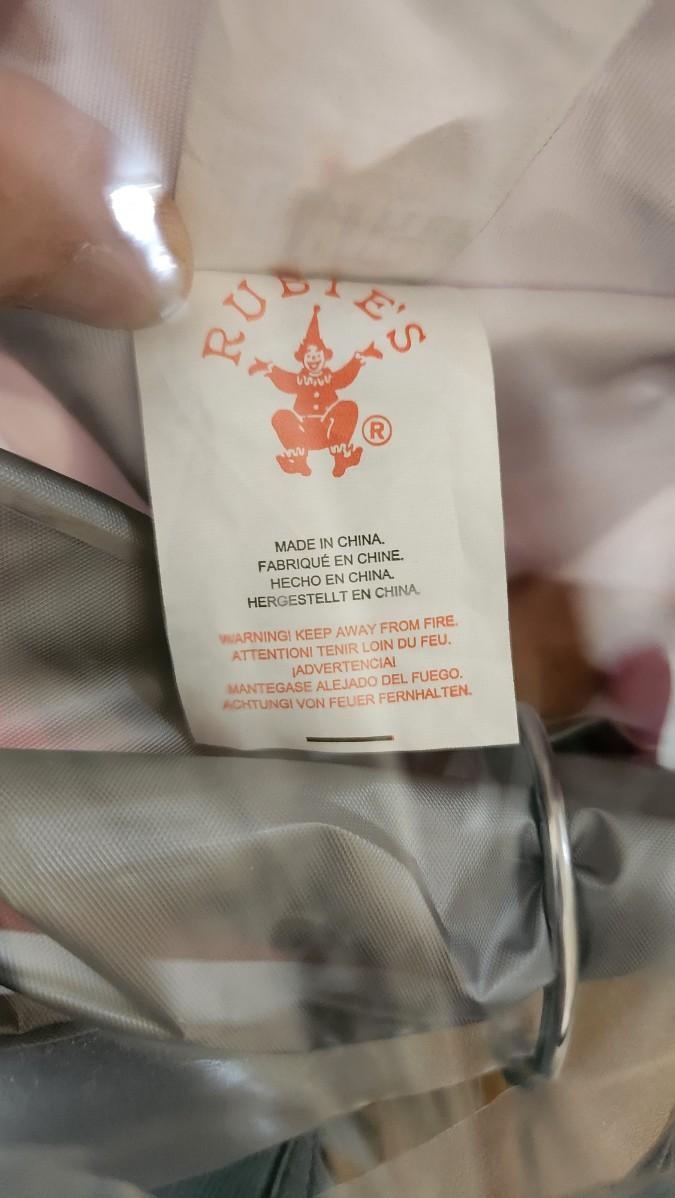 RUBIE'S
®
MADE IN CHINA.
FABRIQUÉ EN CHINE.
HECHO EN CHINA.
HERGESTELLT EN CHINA.
WARNING! KEEP AWAY FROM FIRE.
ATTENTION! TENIR LOIN DU FEU.
¡ADVERTENCIA!
MANTEGASE ALEJADO DEL FUEGO.
ACHTUNG! VON FEUER FERNHALTEN.